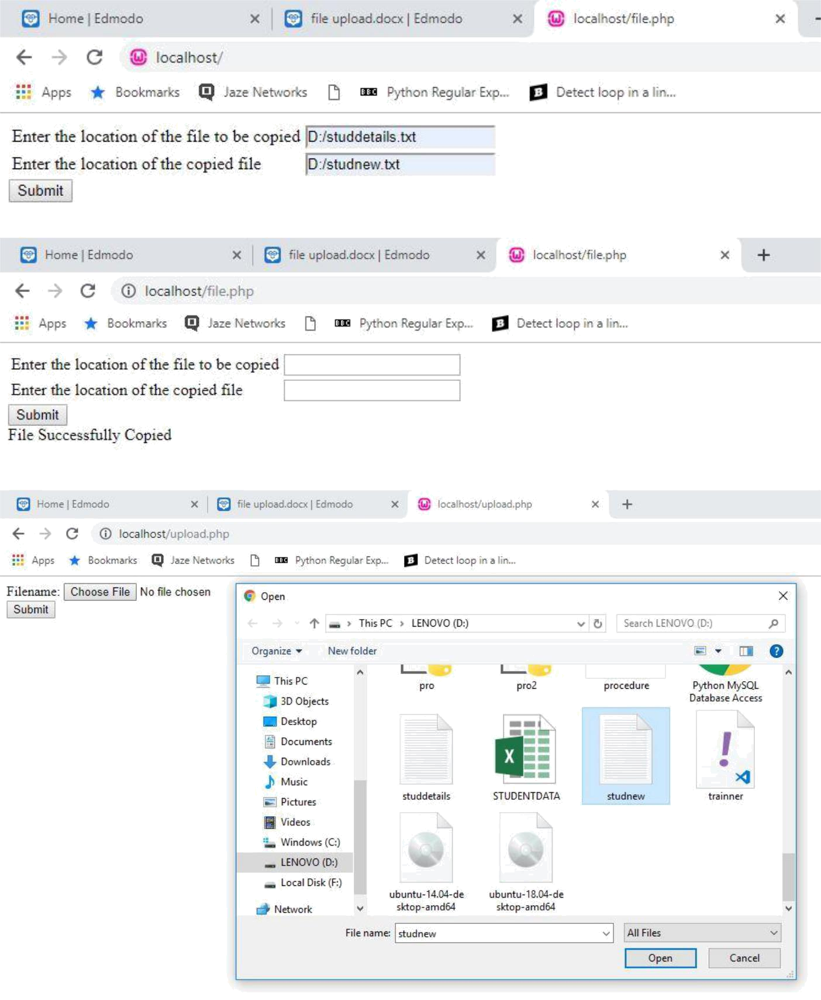 Home | Edmodo
file upload.docx | Edmodo
localhost/file.php
localhost/
Apps Bookmarks Jaze Networks BBC Python Regular Exp... B Detect loop in a lin...
Enter the location of the file to be copied D:/studdetails.txt
Enter the location of the copied file D:/studnew.txt
Submit
Home | Edmodo
file upload.docx | Edmodo
localhost/file.php
localhost/file.php
Apps Bookmarks Jaze Networks BBC Python Regular Exp... B Detect loop in a lin...
Enter the location of the file to be copied
Enter the location of the copied file
Submit
File Successfully Copied
Home | Edmodo
file upload.docx | Edmodo
localhost/upload.php
localhost/upload.php
Apps Bookmarks Jaze Networks BBC Python Regular Exp... B Detect loop in a lin...
Filename: Choose File No file chosen
Submit
Open
This PC > LENOVO (D:)
Search LENOVO (D:)
Organize
New folder
This PC
3D Objects
Desktop
Documents
Downloads
Music
Pictures
Videos
Windows (C:)
LENOVO (D:)
Local Disk (F:)
Network
pro
pro2
procedure
Python MySQL
Database Access
studdetails
STUDENTDATA
studnew
trainner
ubuntu-14.04-de
sktop-amd64
ubuntu-18.04-de
sktop-amd64
File name: studnew
All Files
Open
Cancel